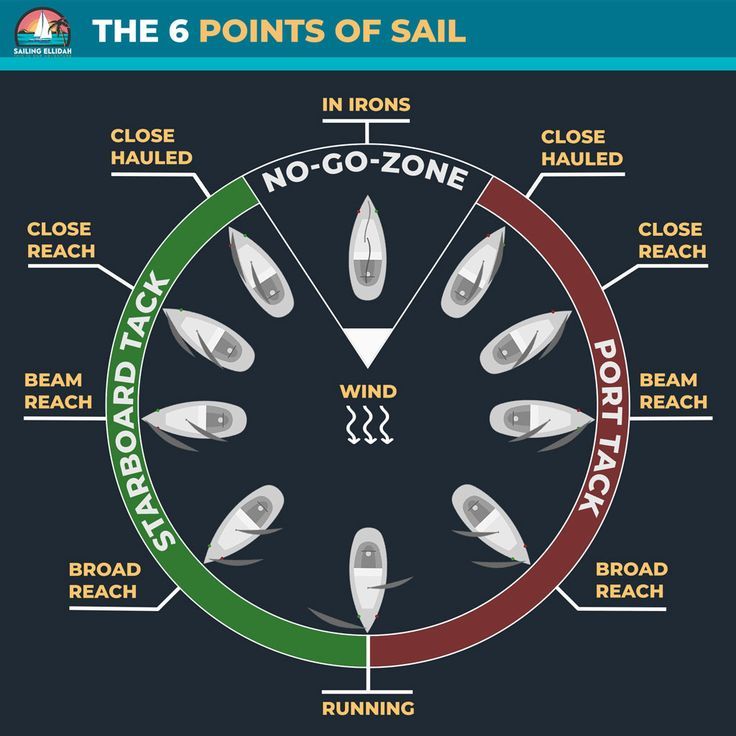 SAILING ELLIDAH
THE 6 POINTS OF SAIL
IN IRONS
CLOSE
HAULED
CLOSE
HAULED
NO-GO-ZONE
CLOSE
REACH
CLOSE
REACH
STARBOARD TACK
PORT TACK
BEAM
REACH
WIND
BEAM
REACH
BROAD
REACH
BROAD
REACH
RUNNING